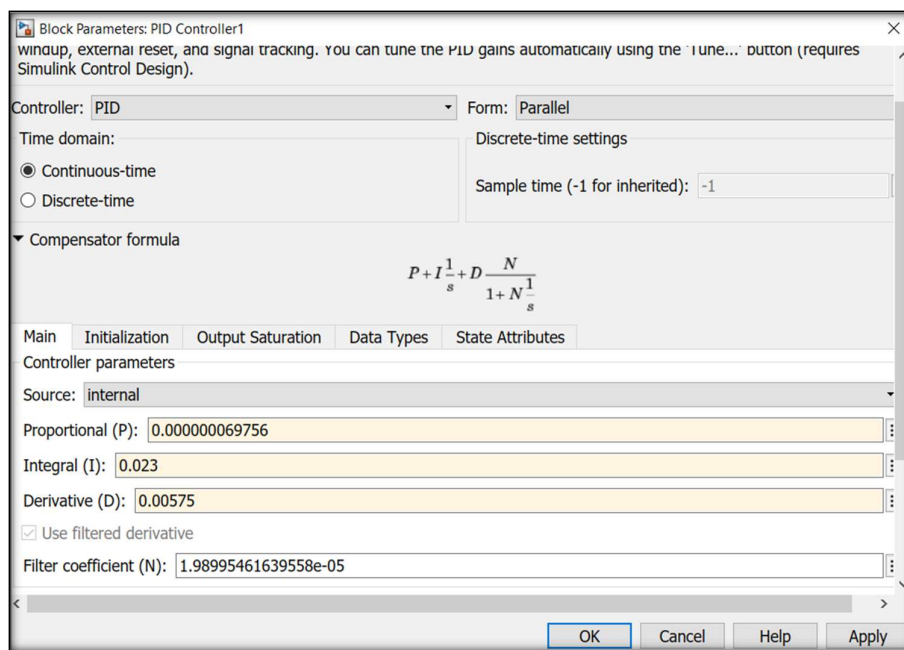 Block Parameters: PID Controller1
windup, external reset, and signal tracking. You can tune the PID gains automatically using the 'Tune...' button (requires
Simulink Control Design).
Controller: PID Form: Parallel
Time domain: Discrete-time settings
Continuous-time
Sample time (-1 for inherited): -1
Discrete-time
Compensator formula
P+I\frac{1}{s}+D\frac{N}{1+N\frac{1}{s}}
Main Initialization Output Saturation Data Types State Attributes
Controller parameters
Source: internal
Proportional (P): 0.000000069756
Integral (I): 0.023
Derivative (D): 0.00575
Use filtered derivative
Filter coefficient (N): 1.98995461639558e-05
OK Cancel Help Apply